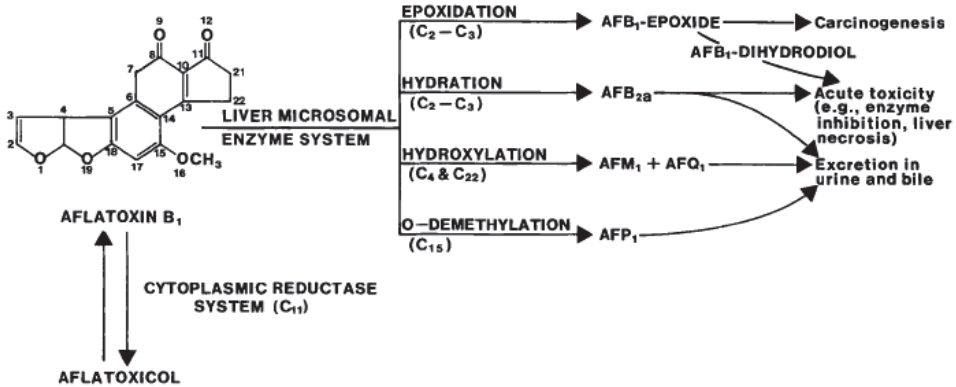 9
O
12
O
8
11
10
7
21
6
13
22
14
3
4
5
2
O
1
O
19
18
17
15
OCH₃
16
AFLATOXIN B₁
CYTOPLASMIC REDUCTASE
SYSTEM (C₁₁)
AFLATOXICOL
LIVER MICROSOMAL
ENZYME SYSTEM
EPOXIDATION
(C₂–C₃)
AFB₁-EPOXIDE
Carcinogenesis
AFB₁-DIHYDRODIOL
HYDRATION
(C₂–C₃)
AFB₂ₐ
Acute toxicity
(e.g., enzyme
inhibition, liver
necrosis)
HYDROXYLATION
(C₄ & C₂₂)
AFM₁ + AFQ₁
Excretion in
urine and bile
O–DEMETHYLATION
(C₁₅)
AFP₁